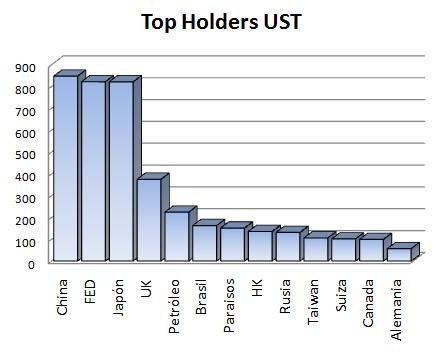 Top Holders UST
900
800
700
600
500
400
300
200
100
0
China
FED
Japón
UK
Petróleo
Brasil
Paraisos
HK
Rusia
Taiwan
Suiza
Canada
Alemania